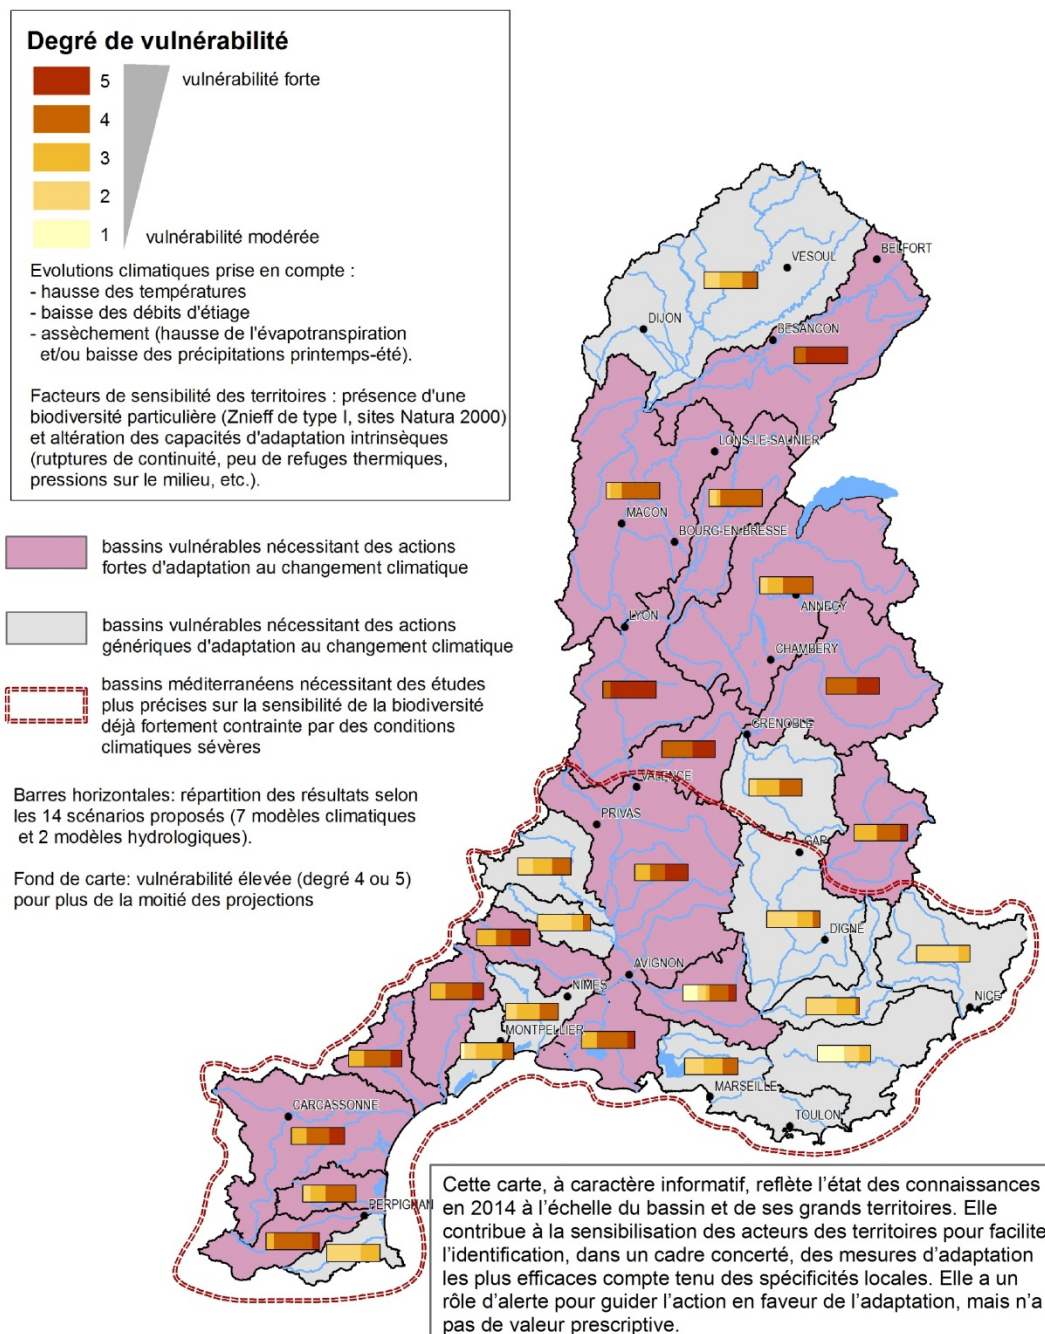 Degré de vulnérabilité
5
vulnérabilité forte
4
3
2
1
vulnérabilité modérée
Evolutions climatiques prise en compte :
- hausse des températures
- baisse des débits d'étiage
- assèchement (hausse de l'évapotranspiration
et/ou baisse des précipitations printemps-été).
Facteurs de sensibilité des territoires : présence d'une
biodiversité particulière (Znieff de type I, sites Natura 2000)
et altération des capacités d'adaptation intrinsèques
(rutptures de continuité, peu de refuges thermiques,
pressions sur le milieu, etc.).
bassins vulnérables nécessitant des actions
fortes d'adaptation au changement climatique
bassins vulnérables nécessitant des actions
génériques d'adaptation au changement climatique
bassins méditerranéens nécessitant des études
plus précises sur la sensibilité de la biodiversité
déjà fortement contrainte par des conditions
climatiques sévères
Barres horizontales: répartition des résultats selon
les 14 scénarios proposés (7 modèles climatiques
et 2 modèles hydrologiques).
Fond de carte: vulnérabilité élevée (degré 4 ou 5)
pour plus de la moitié des projections
BELFORT
VESOUL
DIJON
BESANCON
LONS-LE-SAUNIER
MACON
BOURG-EN-BRESSE
ANNECY
LYON
CHAMBÉRY
GRENOBLE
VALENCE
PRIVAS
GAP
DIGNE
AVIGNON
NIMES
NICE
MONTPELLIER
MARSEILLE
CARCASSONNE
TOULON
PERPIGNAN
Cette carte, à caractère informatif, reflète l'état des connaissances
en 2014 à l'échelle du bassin et de ses grands territoires. Elle
contribue à la sensibilisation des acteurs des territoires pour facilite
l'identification, dans un cadre concerté, des mesures d'adaptation
les plus efficaces compte tenu des spécificités locales. Elle a un
rôle d'alerte pour guider l'action en faveur de l'adaptation, mais n'a
pas de valeur prescriptive.